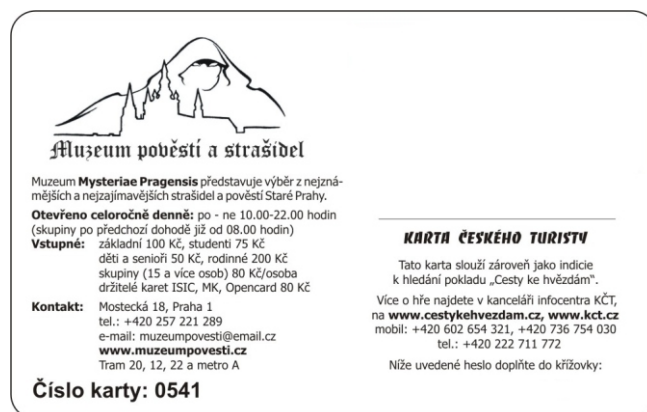 Muzeum pověstí a strašidel
Muzeum Mysteriae Pragensis představuje výběr z nejzná-
mějších a nejzajímavějších strašidel a pověstí Staré Prahy.
Otevřeno celoročně denně: po - ne 10.00-22.00 hodin
(skupiny po předchozí dohodě již od 08.00 hodin)
Vstupné: základní 100 Kč, studenti 75 Kč
děti a senioři 50 Kč, rodinné 200 Kč
skupiny (15 a více osob) 80 Kč/osoba
držitelé karet ISIC, MK, Opencard 80 Kč
Kontakt: Mostecká 18, Praha 1
tel.: +420 257 221 289
e-mail: muzeumpovesti@email.cz
www.muzeumpovesti.cz
Tram 20, 12, 22 a metro A
Číslo karty: 0541
KARTA ČESKÉHO TURISTY
Tato karta slouží zároveň jako indicie
k hledání pokladu „Cesty ke hvězdám".
Více o hře najdete v kanceláři infocentra KČT,
na www.cestykehvezdam.cz, www.kct.cz
mobil: +420 602 654 321, +420 736 754 030
tel.: +420 222 711 772
Níže uvedené heslo doplňte do křížovky: